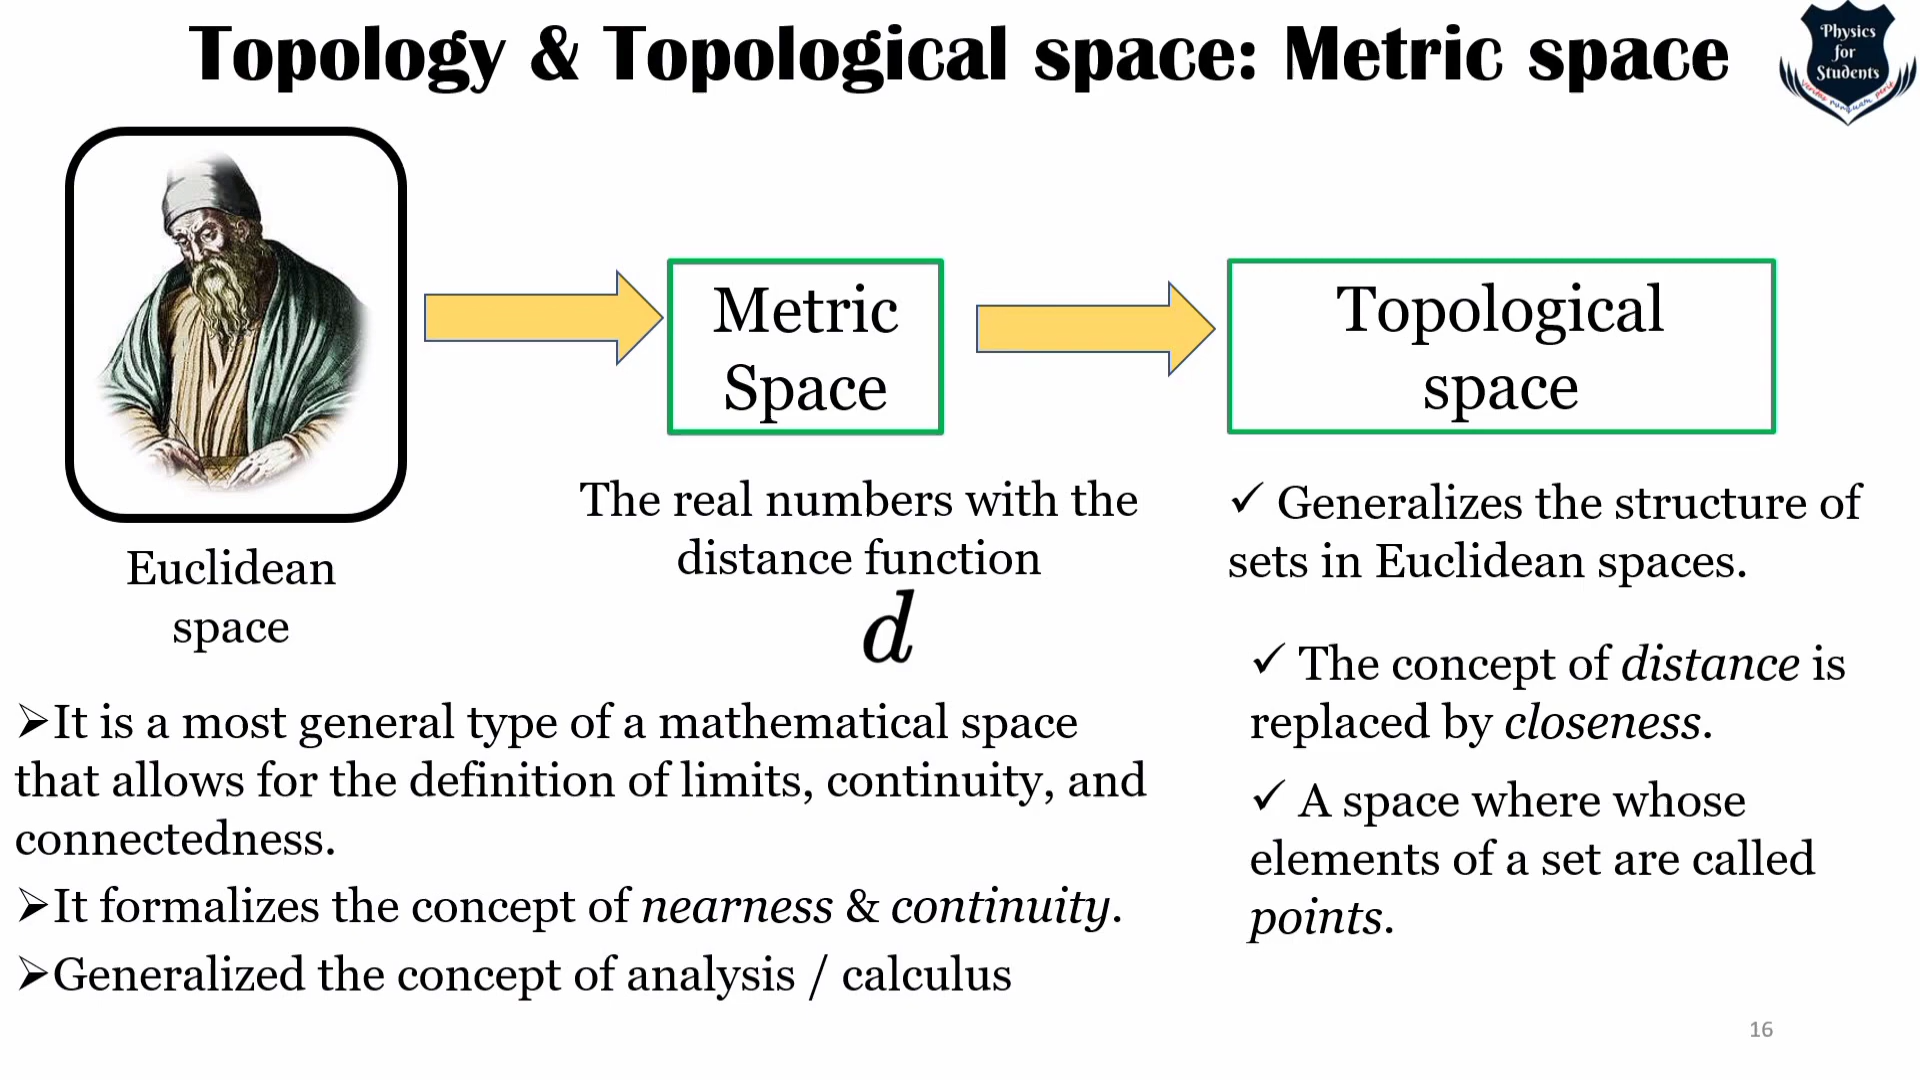 Topology & Topological space: Metric space
Physics
for
Students
Metric
Space
Topological
space
Euclidean
space
The real numbers with the
distance function
d
➢It is a most general type of a mathematical space
that allows for the definition of limits, continuity, and
connectedness.
➢It formalizes the concept of nearness & continuity.
➢Generalized the concept of analysis / calculus
✓ Generalizes the structure of
sets in Euclidean spaces.
✓ The concept of distance is
replaced by closeness.
✓ A space where whose
elements of a set are called
points.
16